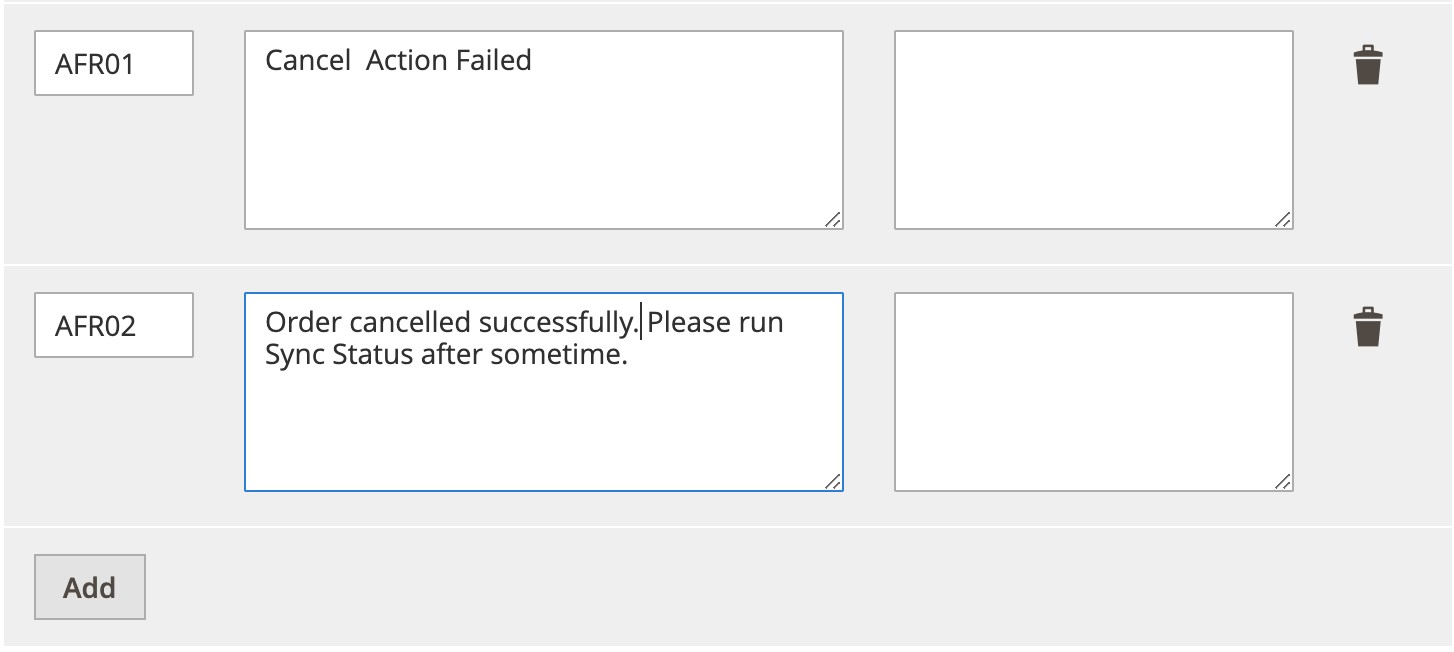 AFR01
Cancel  Action Failed
AFR02
Order cancelled successfully. Please run
Sync Status after sometime.
Add